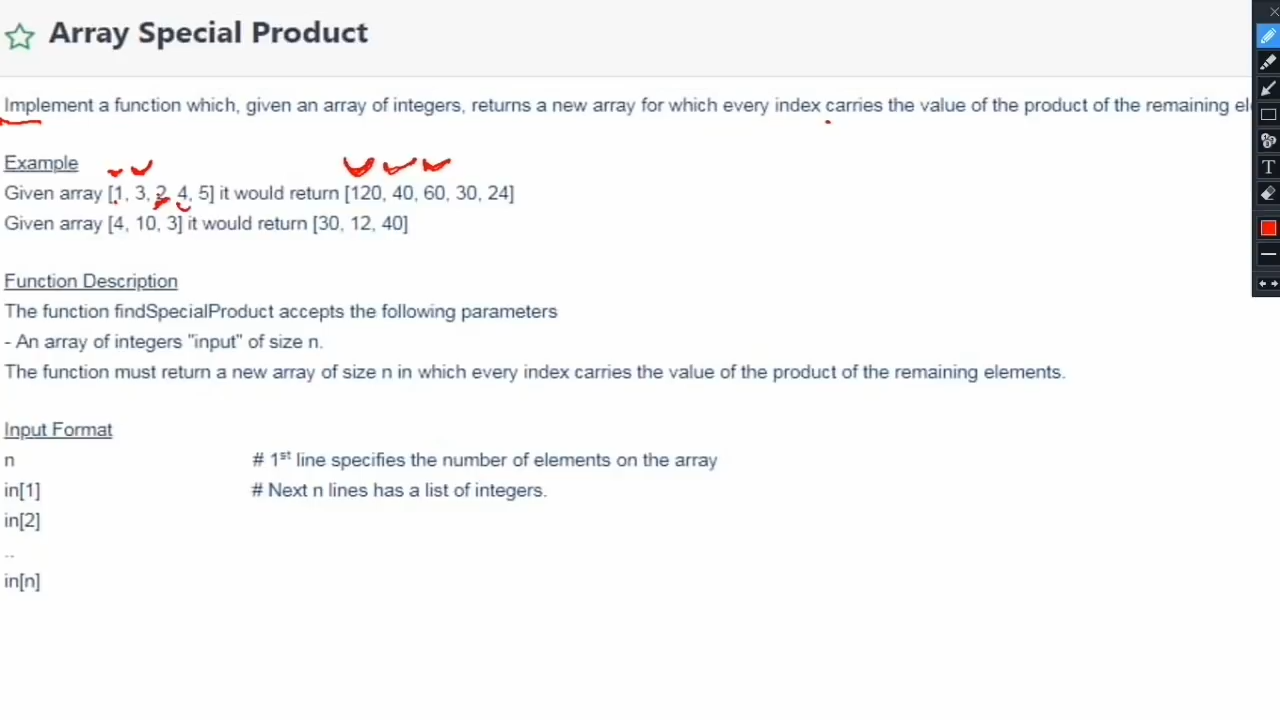 Array Special Product
Implement a function which, given an array of integers, returns a new array for which every index carries the value of the product of the remaining el
Example
Given array [1, 3, 2, 4, 5] it would return [120, 40, 60, 30, 24]
Given array [4, 10, 3] it would return [30, 12, 40]
Function Description
The function findSpecialProduct accepts the following parameters
- An array of integers "input" of size n.
The function must return a new array of size n in which every index carries the value of the product of the remaining elements.
Input Format
n # 1st line specifies the number of elements on the array
in[1] # Next n lines has a list of integers.
in[2]
..
in[n]
T